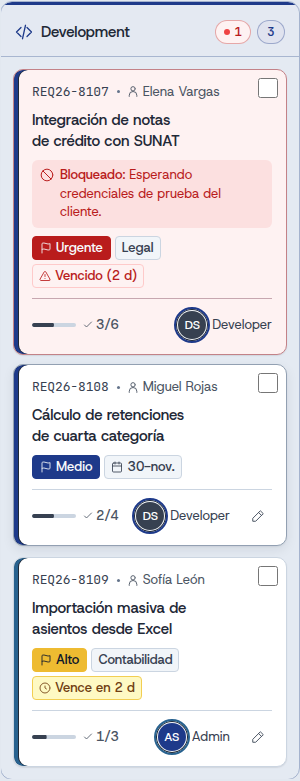 Development 1 3
REQ26-8107 • Elena Vargas
Integración de notas
de crédito con SUNAT
Bloqueado: Esperando
credenciales de prueba del
cliente.
Urgente Legal
Vencido (2 d)
3/6 DS Developer
REQ26-8108 • Miguel Rojas
Cálculo de retenciones
de cuarta categoría
Medio 30-nov.
2/4 DS Developer
REQ26-8109 • Sofía León
Importación masiva de
asientos desde Excel
Alto Contabilidad
Vence en 2 d
1/3 AS Admin